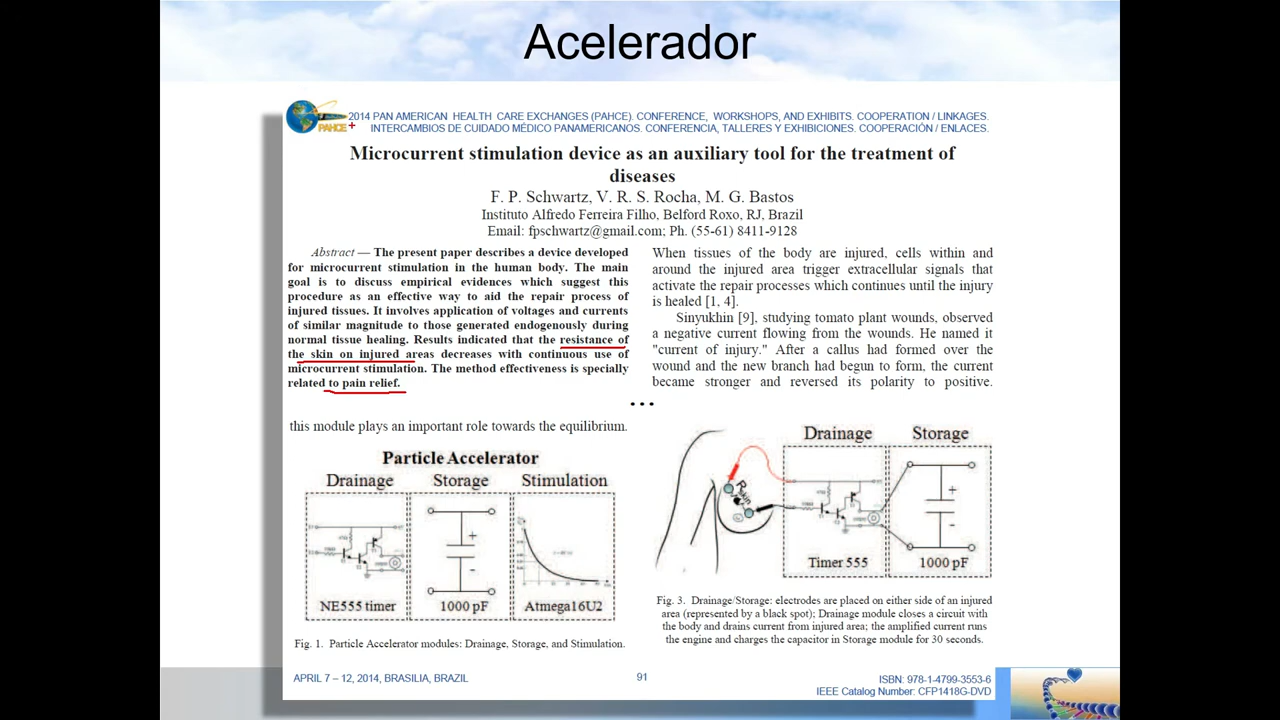 Acelerador
PAHCE
2014 PAN AMERICAN HEALTH CARE EXCHANGES (PAHCE). CONFERENCE, WORKSHOPS, AND EXHIBITS. COOPERATION / LINKAGES.
INTERCAMBIOS DE CUIDADO MÉDICO PANAMERICANOS. CONFERENCIA, TALLERES Y EXHIBICIONES. COOPERACIÓN / ENLACES.
Microcurrent stimulation device as an auxiliary tool for the treatment of
diseases
F. P. Schwartz, V. R. S. Rocha, M. G. Bastos
Instituto Alfredo Ferreira Filho, Belford Roxo, RJ, Brazil
Email: fpschwartz@gmail.com; Ph. (55-61) 8411-9128
Abstract — The present paper describes a device developed
for microcurrent stimulation in the human body. The main
goal is to discuss empirical evidences which suggest this
procedure as an effective way to aid the repair process of
injured tissues. It involves application of voltages and currents
of similar magnitude to those generated endogenously during
normal tissue healing. Results indicated that the resistance of
the skin on injured areas decreases with continuous use of
microcurrent stimulation. The method effectiveness is specially
related to pain relief.
When tissues of the body are injured, cells within and
around the injured area trigger extracellular signals that
activate the repair processes which continues until the injury
is healed [1, 4].
Sinyukhin [9], studying tomato plant wounds, observed
a negative current flowing from the wounds. He named it
"current of injury." After a callus had formed over the
wound and the new branch had begun to form, the current
became stronger and reversed its polarity to positive.
...
this module plays an important role towards the equilibrium.
Particle Accelerator
Drainage Storage Stimulation
+
-
NE555 timer 1000 pF Atmega16U2
Fig. 1. Particle Accelerator modules: Drainage, Storage, and Stimulation.
Drainage Storage
Rskin
+
-
Timer 555 1000 pF
Fig. 3. Drainage/Storage: electrodes are placed on either side of an injured
area (represented by a black spot); Drainage module closes a circuit with
the body and drains current from injured area; the amplified current runs
the engine and charges the capacitor in Storage module for 30 seconds.
APRIL 7 – 12, 2014, BRASILIA, BRAZIL
91
ISBN: 978-1-4799-3553-6
IEEE Catalog Number: CFP1418G-DVD